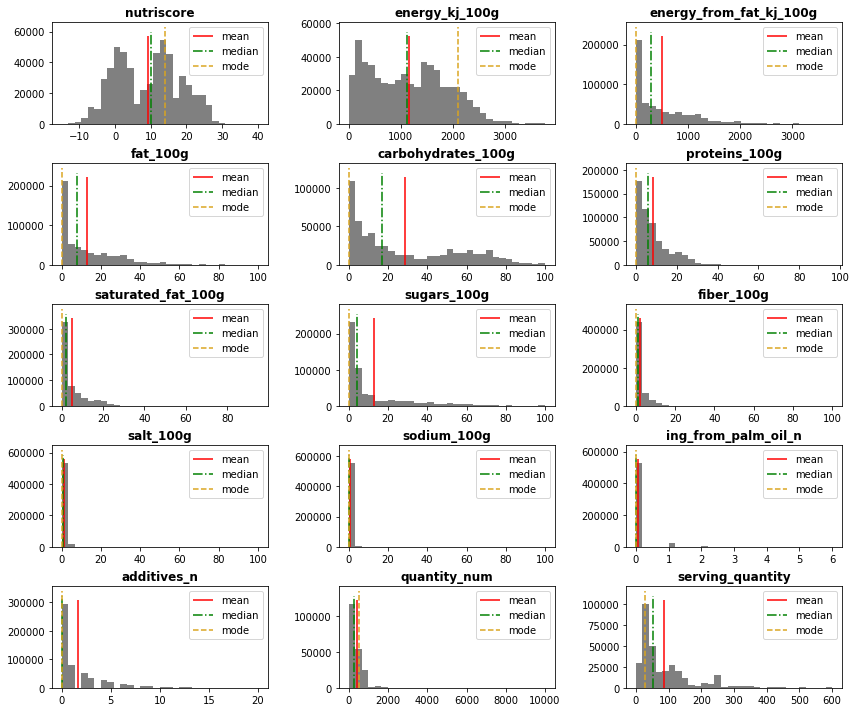 nutriscore
60000
40000
20000
0
mean
median
mode
−10
0
10
20
30
40
energy_kj_100g
60000
40000
20000
0
mean
median
mode
0
1000
2000
3000
energy_from_fat_kj_100g
200000
100000
0
mean
median
mode
0
1000
2000
3000
fat_100g
200000
100000
0
mean
median
mode
0
20
40
60
80
100
carbohydrates_100g
100000
50000
0
mean
median
mode
0
20
40
60
80
100
proteins_100g
200000
150000
100000
50000
0
mean
median
mode
0
20
40
60
80
100
saturated_fat_100g
300000
200000
100000
0
mean
median
mode
0
20
40
60
80
sugars_100g
200000
100000
0
mean
median
mode
0
20
40
60
80
100
fiber_100g
400000
200000
0
mean
median
mode
0
20
40
60
80
100
salt_100g
600000
400000
200000
0
mean
median
mode
0
20
40
60
80
100
sodium_100g
600000
400000
200000
0
mean
median
mode
0
20
40
60
80
100
ing_from_palm_oil_n
600000
400000
200000
0
mean
median
mode
0
1
2
3
4
5
6
additives_n
300000
200000
100000
0
mean
median
mode
0
5
10
15
20
quantity_num
100000
50000
0
mean
median
mode
0
2000
4000
6000
8000
10000
serving_quantity
100000
75000
50000
25000
0
mean
median
mode
0
100
200
300
400
500
600